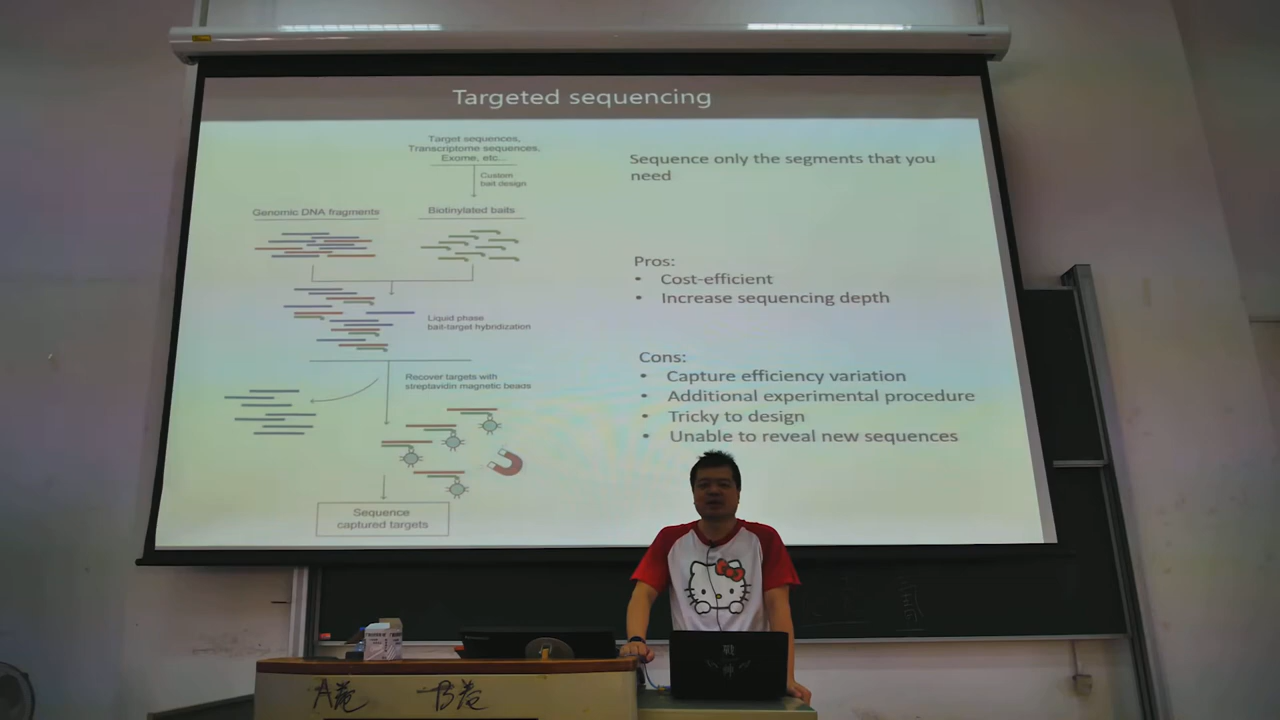 Targeted sequencing
Target sequences,
Transcriptome sequences,
Exome, etc...
Custom
bait design
Genomic DNA fragments
Biotinylated baits
Liquid phase
bait-target hybridization
Recover targets with
streptavidin magnetic beads
Sequence
captured targets
Sequence only the segments that you
need
Pros:
• Cost-efficient
• Increase sequencing depth
Cons:
• Capture efficiency variation
• Additional experimental procedure
• Tricky to design
• Unable to reveal new sequences
戰
神
A卷 B卷